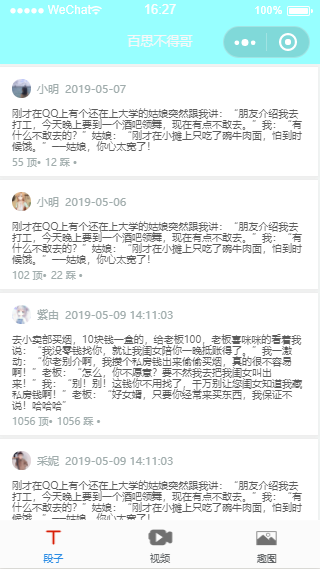 WeChat 16:27 100%
百思不得哥
小明 2019-05-07
刚才在QQ上有个还在上大学的姑娘突然跟我讲：“朋友介绍我去
打工，今天晚上要到一个酒吧领舞，现在有点不敢去。”我：“有
什么不敢去的？”姑娘：“刚才在小摊上只吃了碗牛肉面，怕到时
候饿。”──姑娘，你心太宽了！
55 顶• 12 踩 •
小明 2019-05-06
刚才在QQ上有个还在上大学的姑娘突然跟我讲：“朋友介绍我去
打工，今天晚上要到一个酒吧领舞，现在有点不敢去。”我：“有
什么不敢去的？”姑娘：“刚才在小摊上只吃了碗牛肉面，怕到时
候饿。”──姑娘，你心太宽了！
102 顶• 22 踩 •
紫由 2019-05-09 14:11:03
去小卖部买烟，10块钱一盒的，给老板100，老板喜咪咪的看着我
说：“我没零钱找你，就让我闺女陪你一晚抵账得了。”我一激
动：“你老别介啊，我攒个私房钱出来偷偷买烟，真的很不容易
啊！”老板：“怎么，你不愿意？要不然我去把我闺女叫出
来！”我：“别！别！这钱你不用找了，千万别让您闺女知道我藏
私房钱啊！”老板：“好女婿，只要你经常来买东西，我保证不
说！哈哈哈”
1056 顶• 1056 踩 •
采妮 2019-05-09 14:11:03
刚才在QQ上有个还在上大学的姑娘突然跟我讲：“朋友介绍我去
打工，今天晚上要到一个酒吧领舞，现在有点不敢去。”我：“有
什么不敢去的？”姑娘：“刚才在小摊上只吃了碗牛肉面，怕到时
候饿。”──姑娘，你心太宽了！
段子 视频 趣图